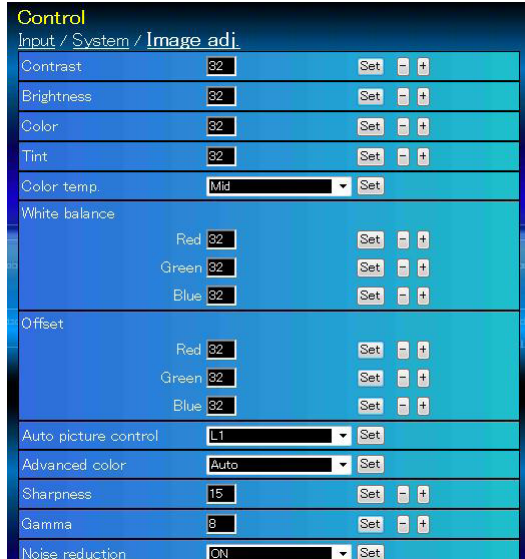 Control
Input / System / Image adj.
Contrast 32 Set - +
Brightness 32 Set - +
Color 32 Set - +
Tint 32 Set - +
Color temp. Mid Set
White balance
Red 32 Set - +
Green 32 Set - +
Blue 32 Set - +
Offset
Red 32 Set - +
Green 32 Set - +
Blue 32 Set - +
Auto picture control L1 Set
Advanced color Auto Set
Sharpness 15 Set - +
Gamma 8 Set - +
Noise reduction ON Set